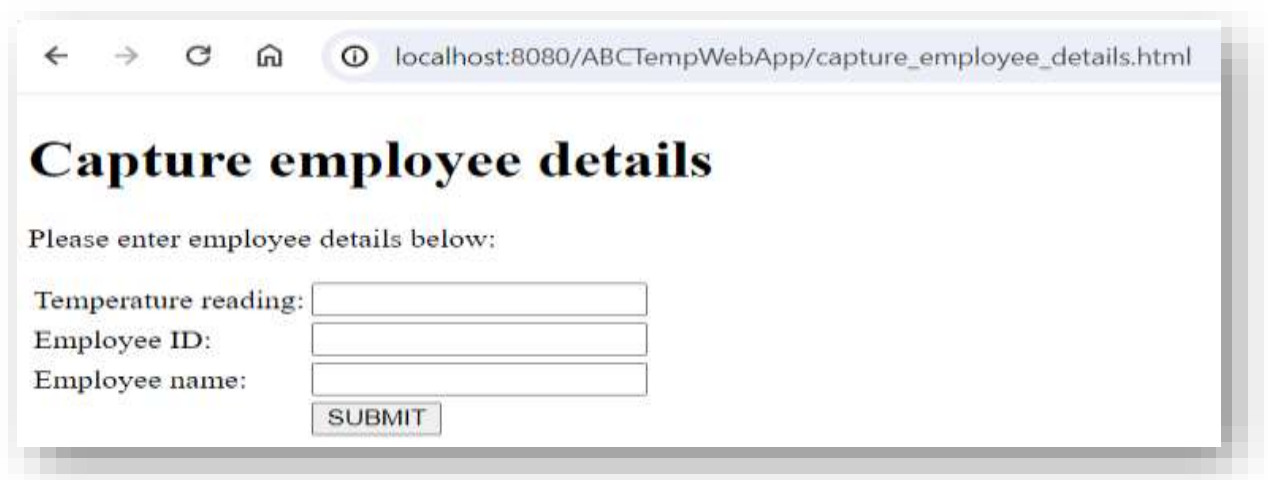 localhost:8080/ABCTempWebApp/capture_employee_details.html
Capture employee details
Please enter employee details below:
Temperature reading:
Employee ID:
Employee name:
SUBMIT